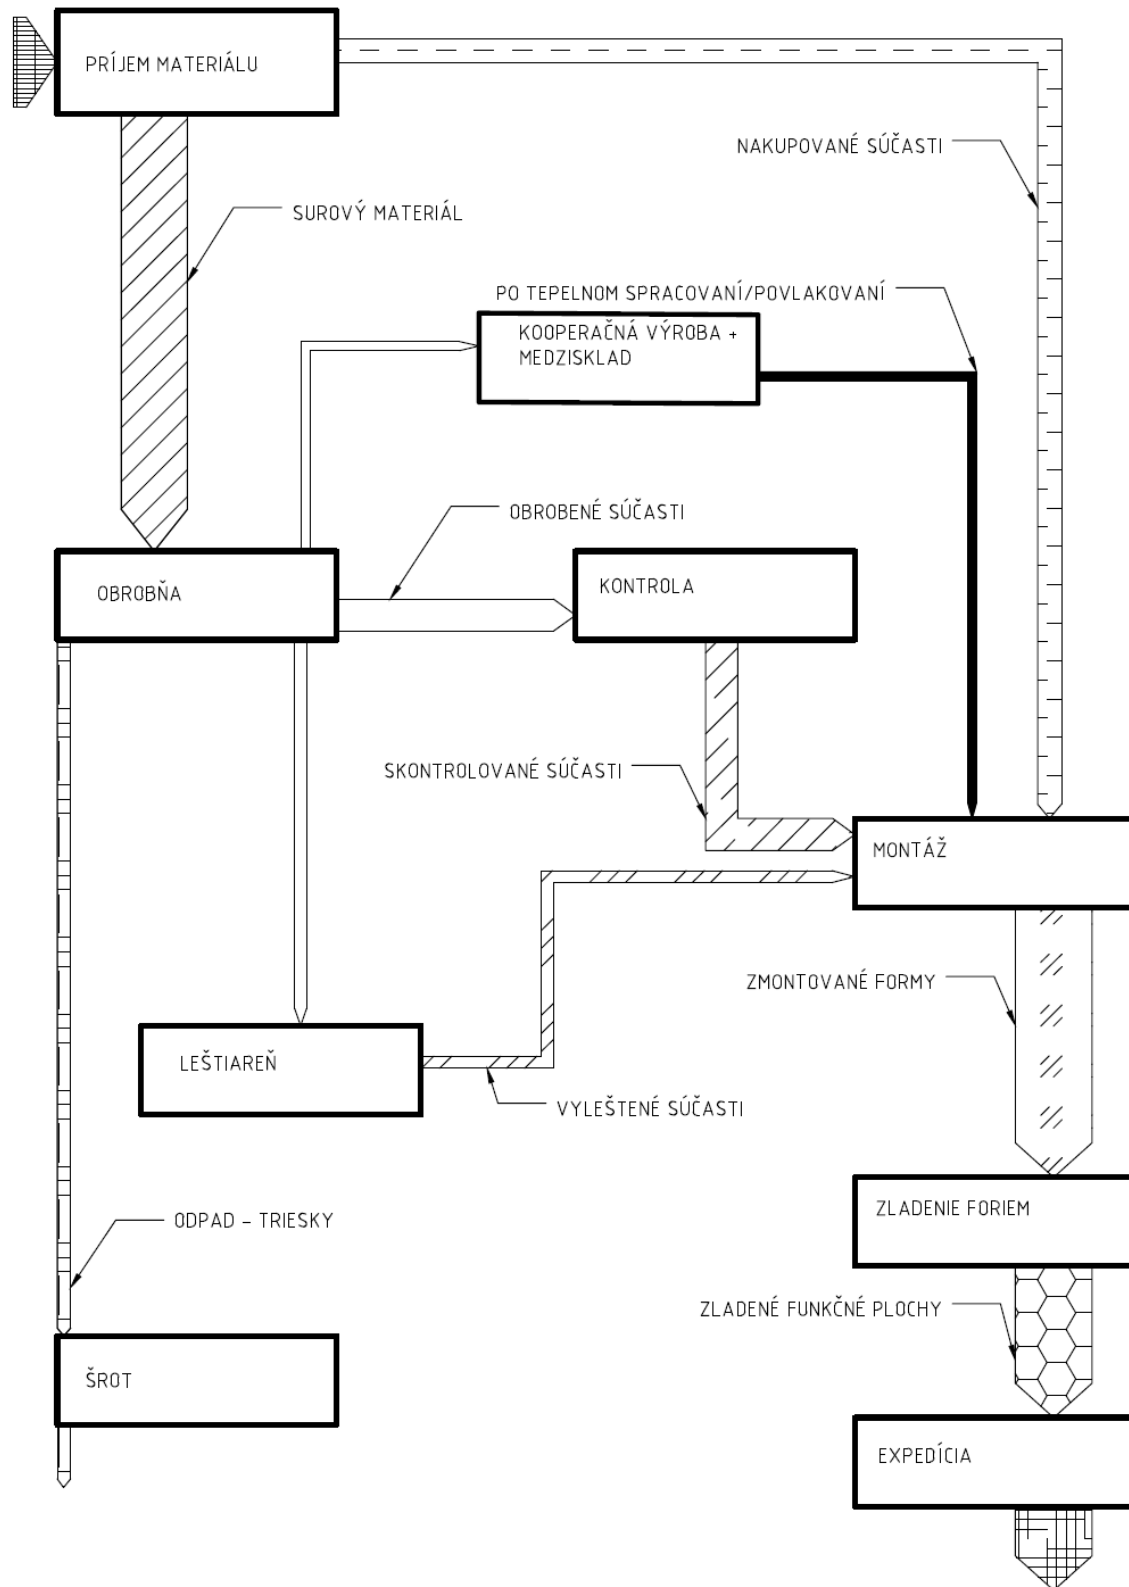 PRÍJEM MATERIÁLU
NAKUPOVANÉ SÚČASTI
SUROVÝ MATERIÁL
PO TEPELNOM SPRACOVANÍ/POVLAKOVANÍ
KOOPERAČNÁ VÝROBA +
MEDZISKLAD
OBROBENÉ SÚČASTI
OBROBŇA
KONTROLA
SKONTROLOVANÉ SÚČASTI
MONTÁŽ
ZMONTOVANÉ FORMY
LEŠTIAREŇ
VYLEŠTENÉ SÚČASTI
ZLADENIE FORIEM
ODPAD – TRIESKY
ZLADENÉ FUNKČNÉ PLOCHY
ŠROT
EXPEDÍCIA